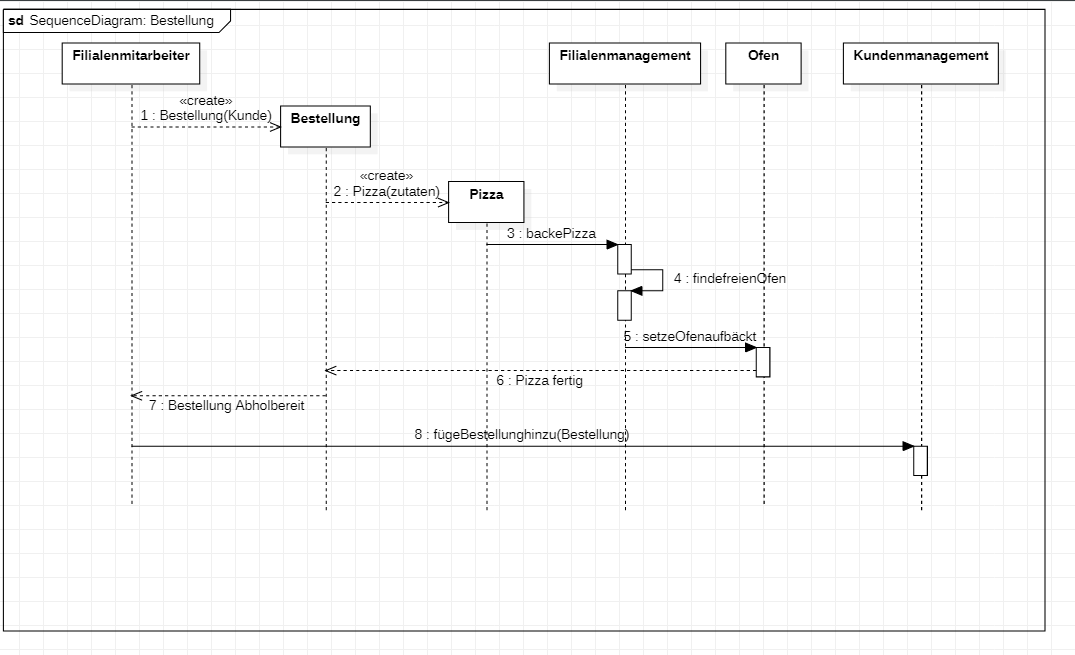 sd SequenceDiagram: Bestellung
Filialenmitarbeiter
Filialenmanagement
Ofen
Kundenmanagement
«create»
1 : Bestellung(Kunde)
Bestellung
«create»
2 : Pizza(zutaten)
Pizza
3 : backePizza
4 : findefreienOfen
5 : setzeOfenaufbäckt
6 : Pizza fertig
7 : Bestellung Abholbereit
8 : fügeBestellunghinzu(Bestellung)